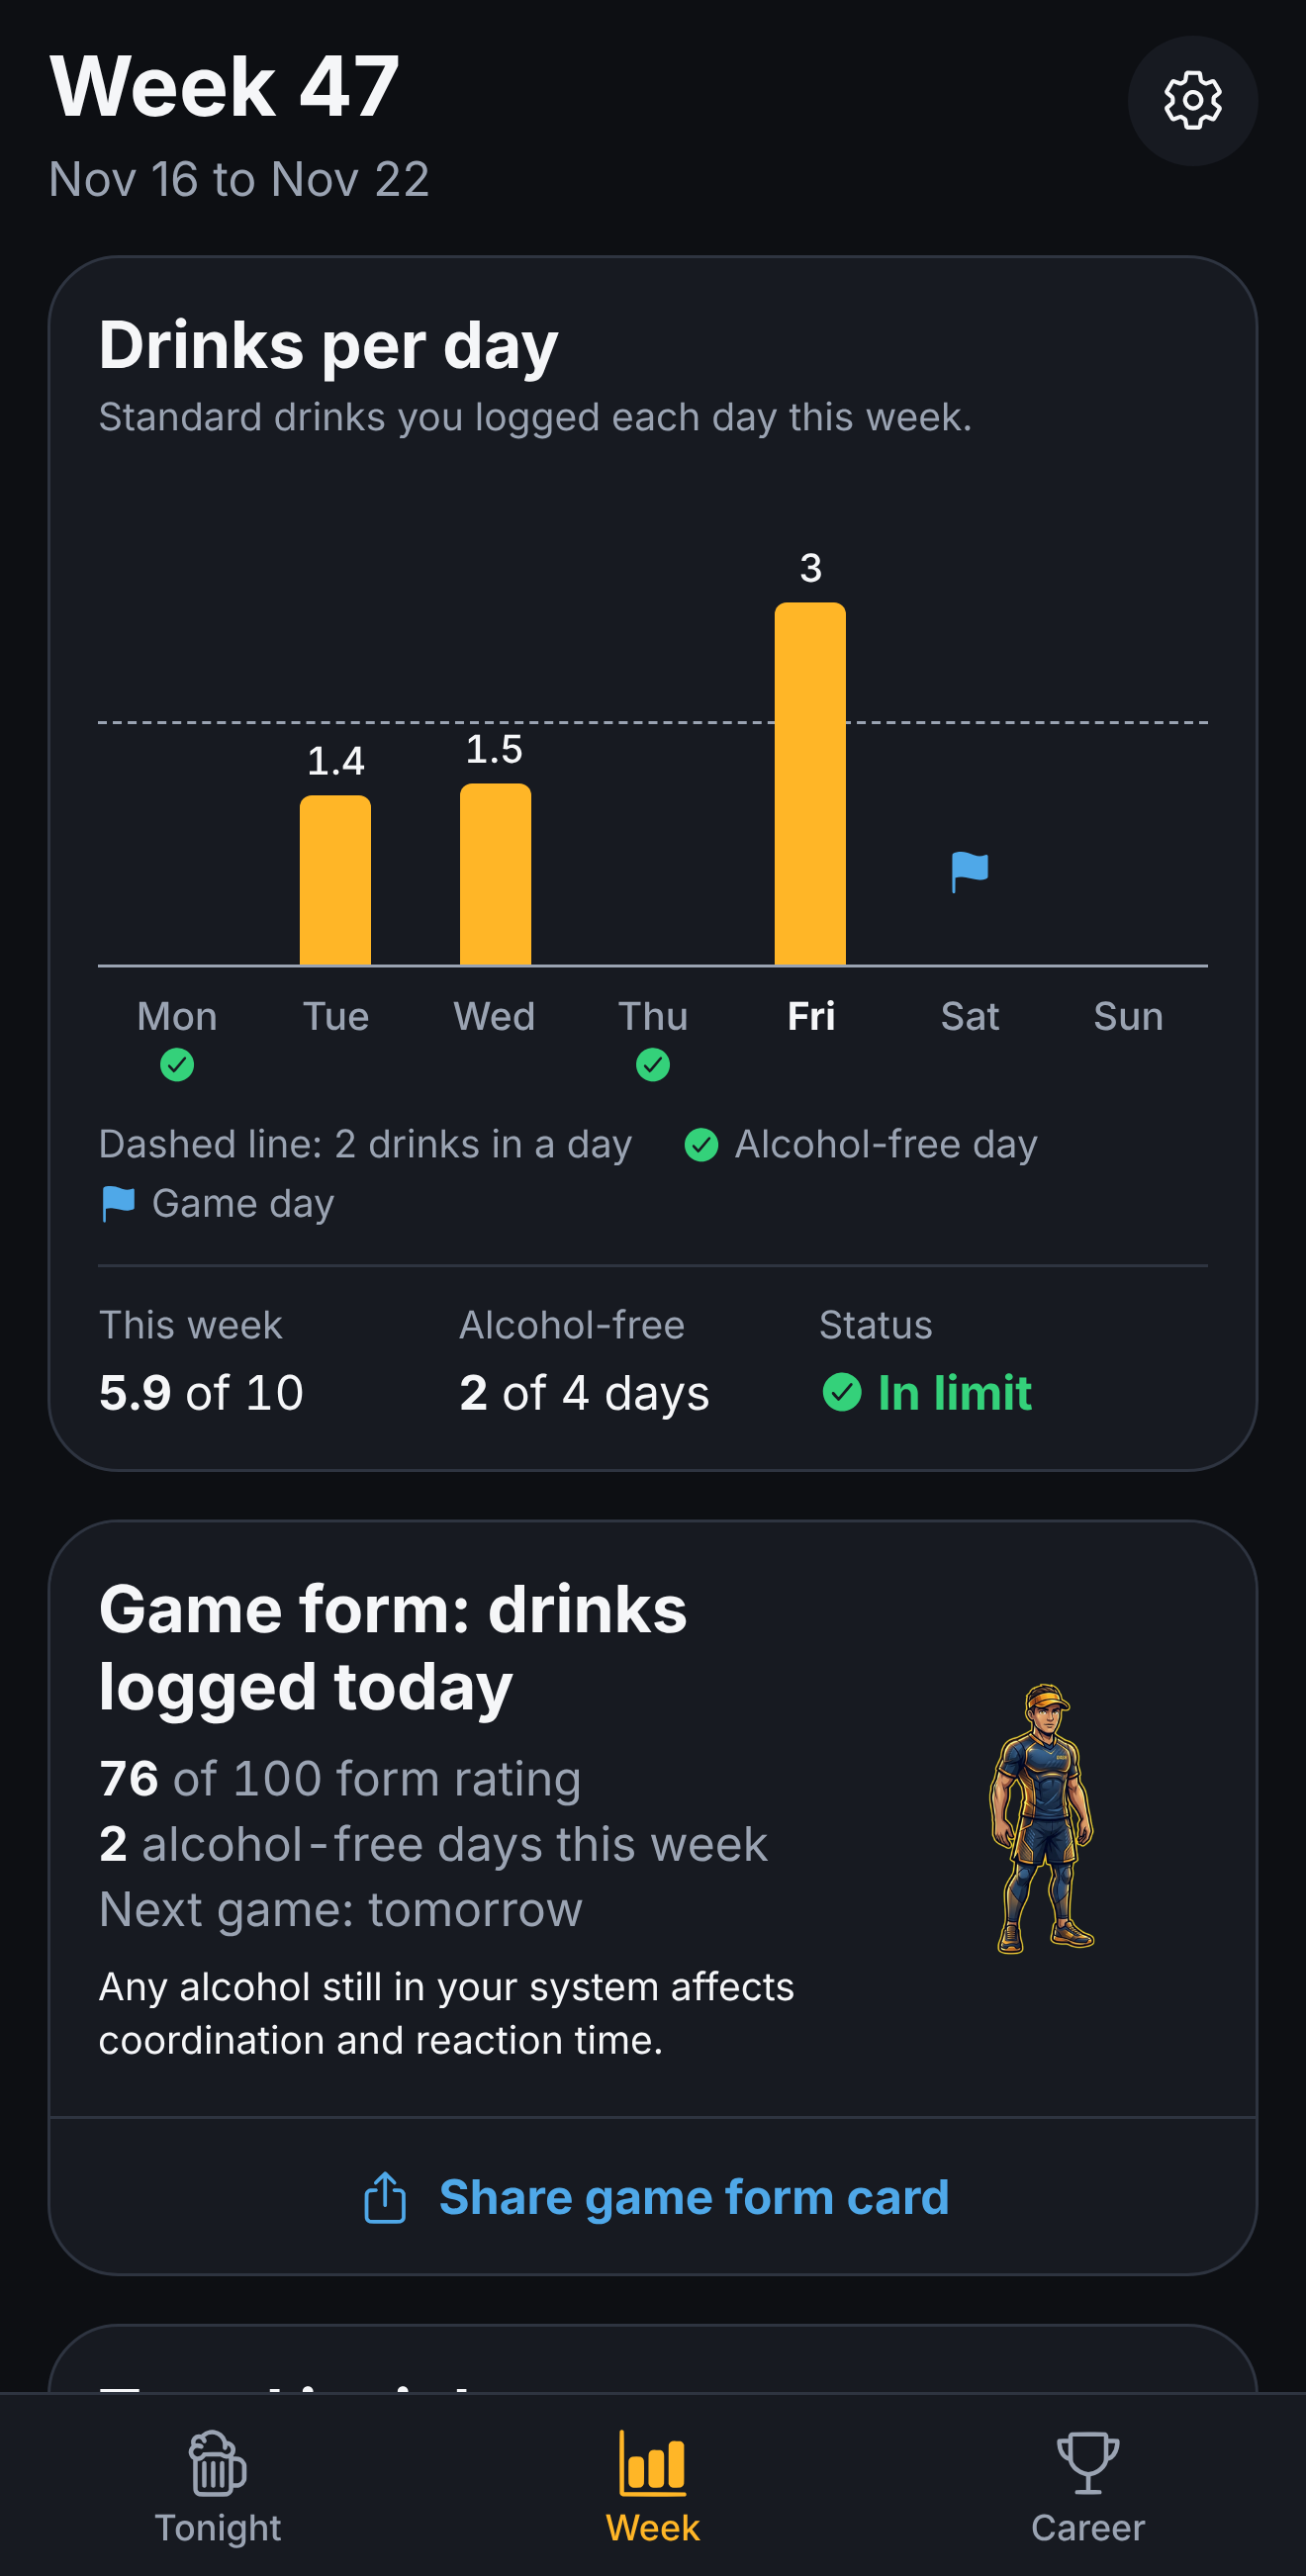 Week 47
Nov 16 to Nov 22
Drinks per day
Standard drinks you logged each day this week.
3
1.4
1.5
Mon Tue Wed Thu Fri Sat Sun
Dashed line: 2 drinks in a day Alcohol-free day
Game day
This week Alcohol-free Status
5.9 of 10 2 of 4 days In limit
Game form: drinks
logged today
76 of 100 form rating
2 alcohol-free days this week
Next game: tomorrow
Any alcohol still in your system affects
coordination and reaction time.
Share game form card
Tonight Week Career